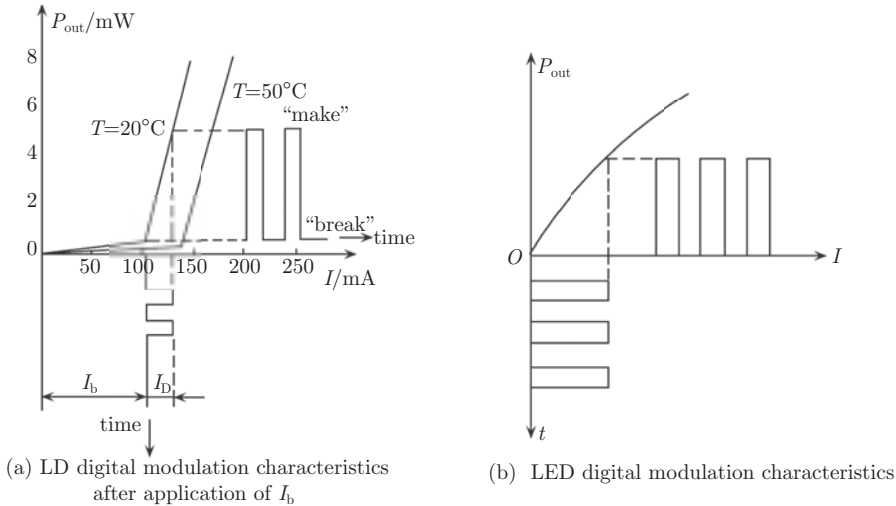 P_out/mW
8
6
4
2
0
T=50°C
T=20°C
"make"
"break"
time
50
100
150
200
250
I/mA
I_b
I_D
time
(a) LD digital modulation characteristics
after application of I_b
P_out
O
I
t
(b) LED digital modulation characteristics